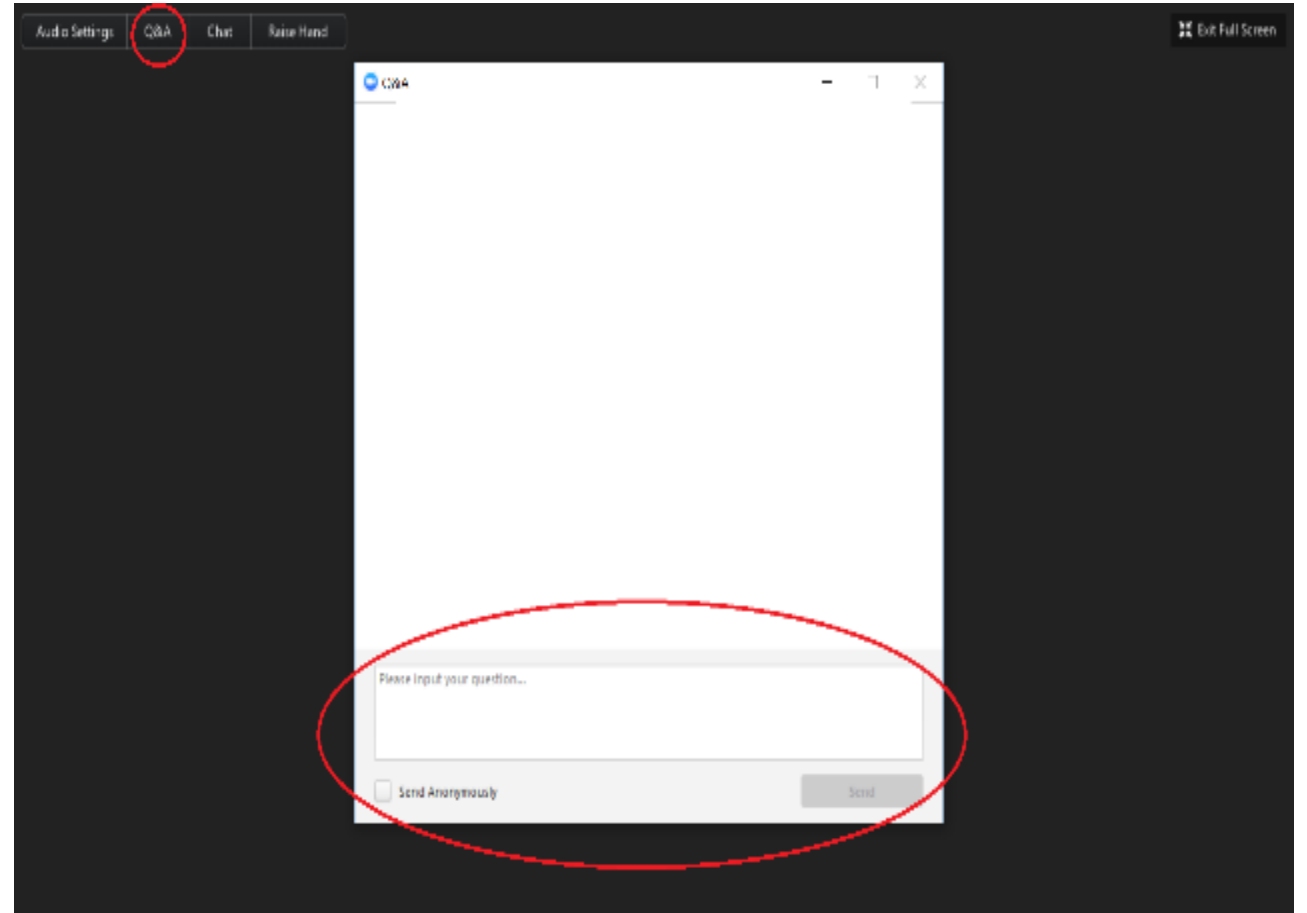 Audio Settings Q&A Chat Raise Hand Exit Full Screen
Q&A
Please input your question...
Send Anonymously Send